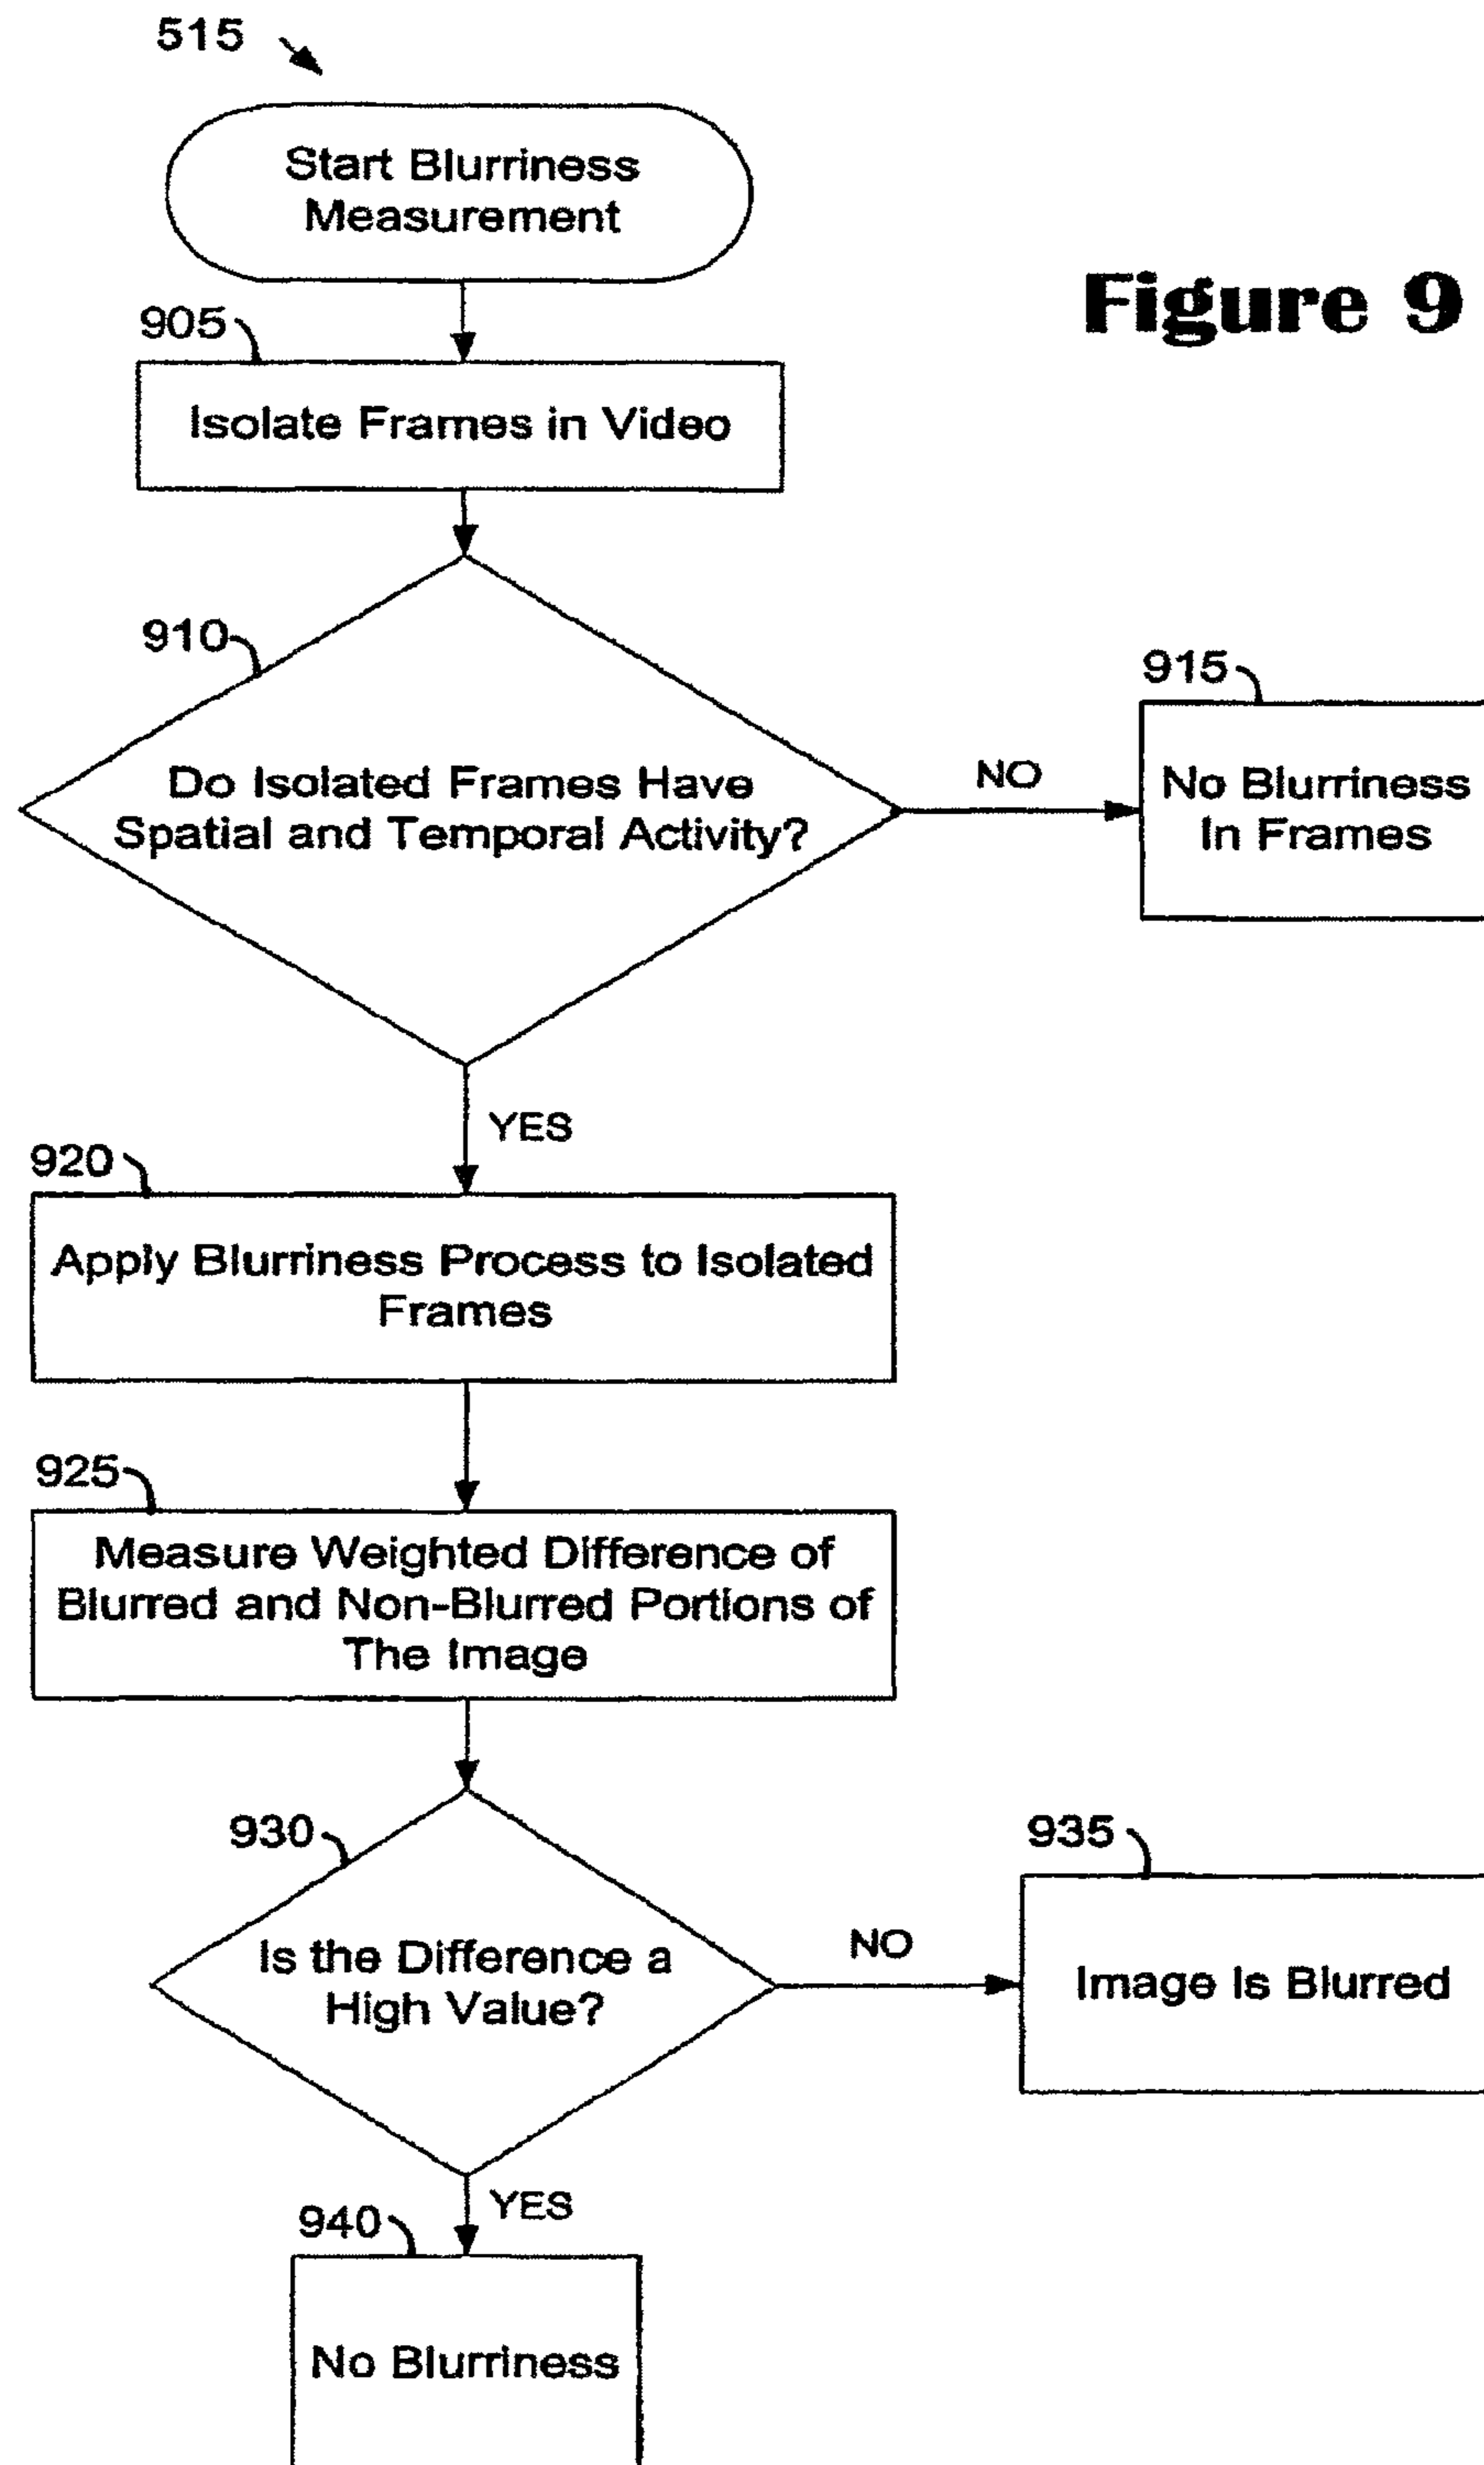 515
Start Blurriness
Measurement
Figure 9
905
Isolate Frames in Video
910
Do Isolated Frames Have
Spatial and Temporal Activity?
NO
915
No Blurriness
In Frames
YES
920
Apply Blurriness Process to Isolated
Frames
925
Measure Weighted Difference of
Blurred and Non-Blurred Portions of
The Image
930
Is the Difference a
High Value?
NO
935
Image Is Blurred
YES
940
No Blurriness